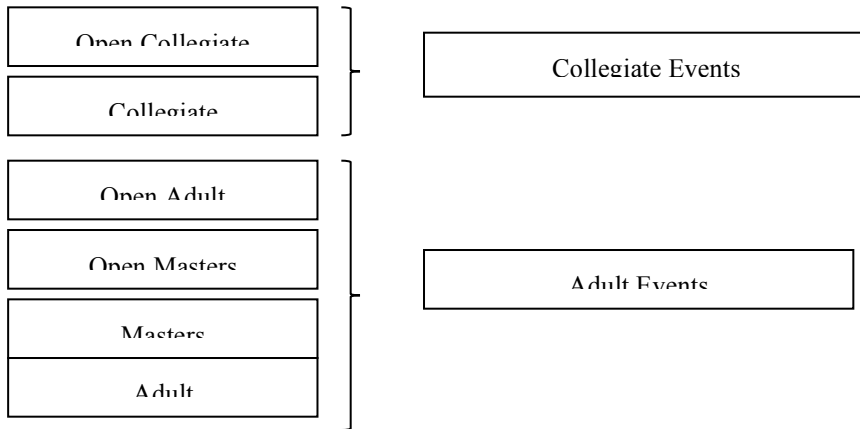 Open Collegiate
Collegiate
Collegiate Events
Open Adult
Open Masters
Masters
Adult
Adult Events